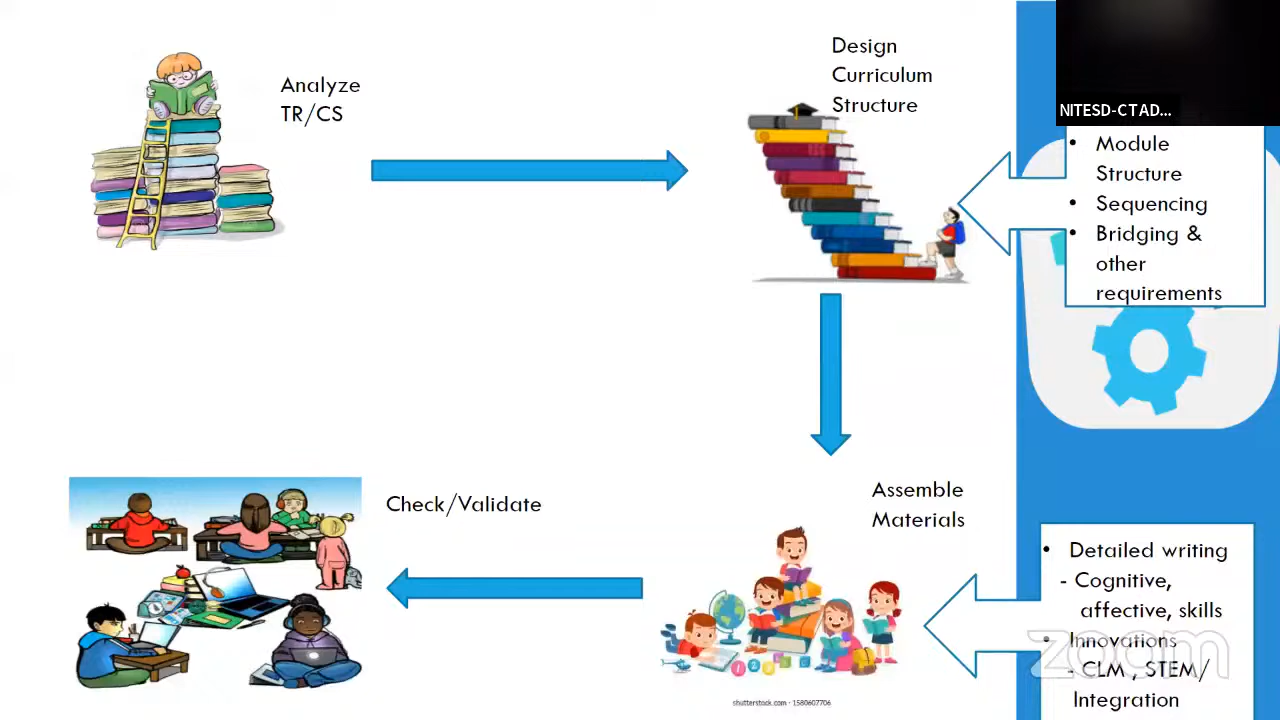 Analyze
TR/CS
Design
Curriculum
Structure
NITESD-CTAD...
• Module
Structure
• Sequencing
• Bridging &
other
requirements
Check/Validate
Assemble
Materials
• Detailed writing
- Cognitive,
affective, skills
• Innovations
- CLM , STEM/
Integration
zoom
shutterstock.com · 1580607706